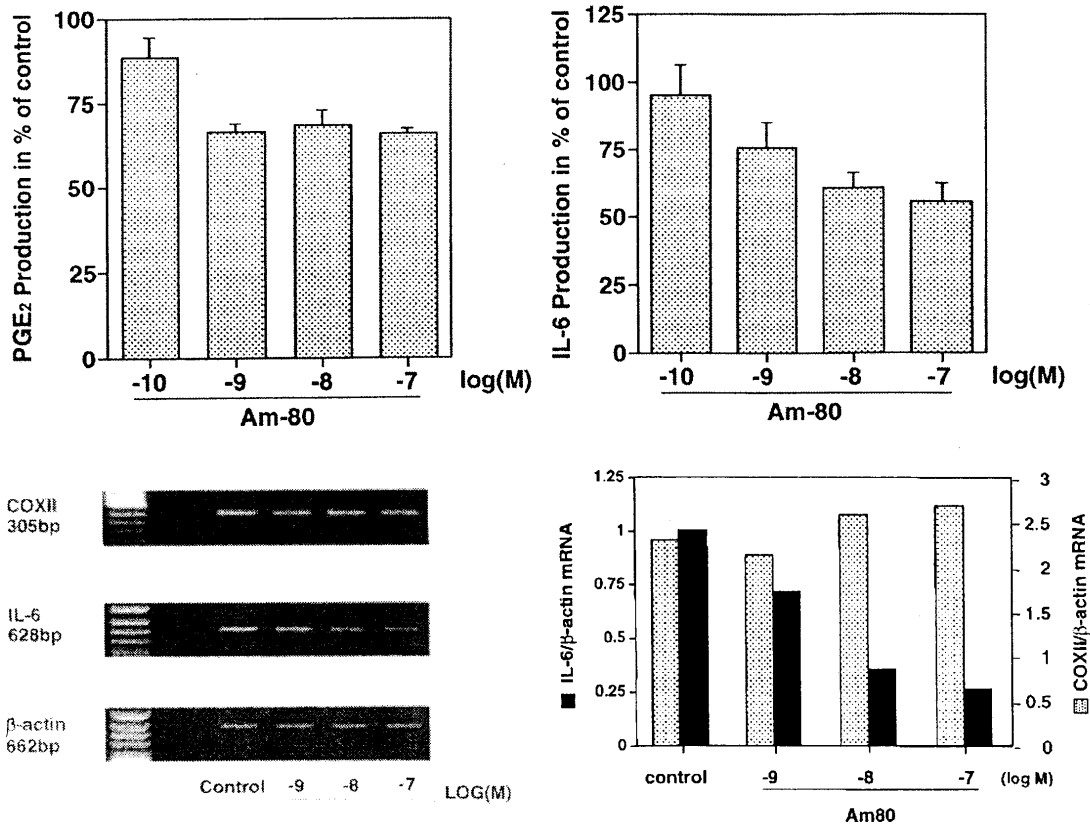 PGE2 Production in % of control
100
75
50
25
0
-10 -9 -8 -7 log(M)
Am-80
IL-6 Production in % of control
125
100
75
50
25
0
-10 -9 -8 -7 log(M)
Am-80
COXII
305bp
IL-6
628bp
β-actin
662bp
Control -9 -8 -7 LOG(M)
IL-6/β-actin mRNA
1.25
1
0.75
0.5
0.25
0
COXII/β-actin mRNA
3
2.5
2
1.5
1
0.5
0
control -9 -8 -7 (log M)
Am80